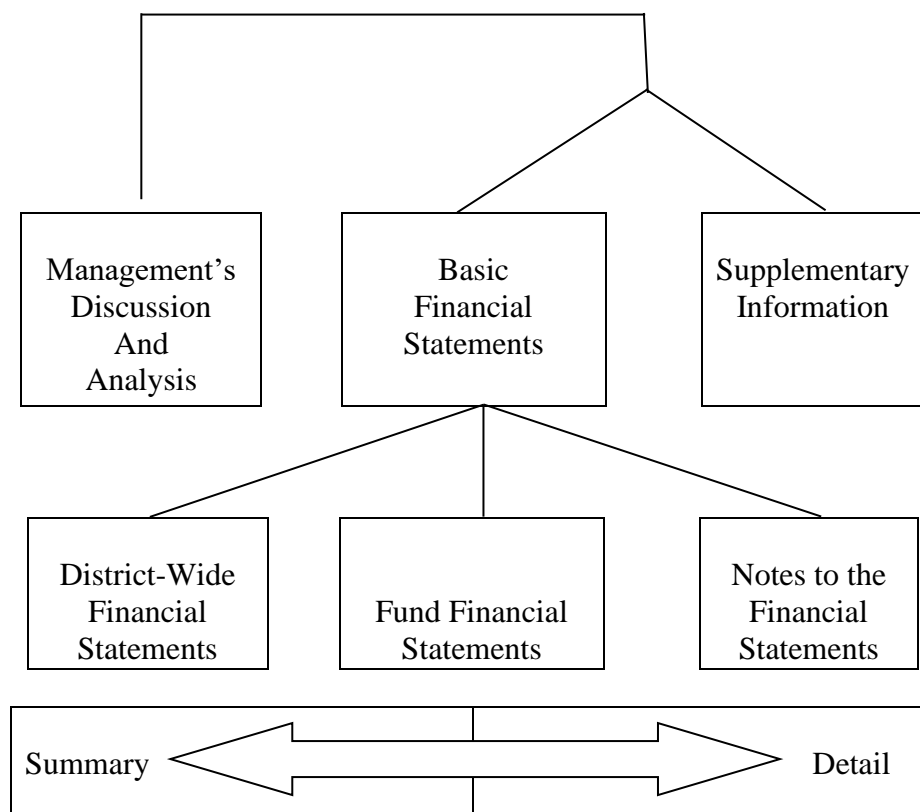 Management’s
Discussion
And
Analysis
Basic
Financial
Statements
Supplementary
Information
District-Wide
Financial
Statements
Fund Financial
Statements
Notes to the
Financial
Statements
Summary
Detail